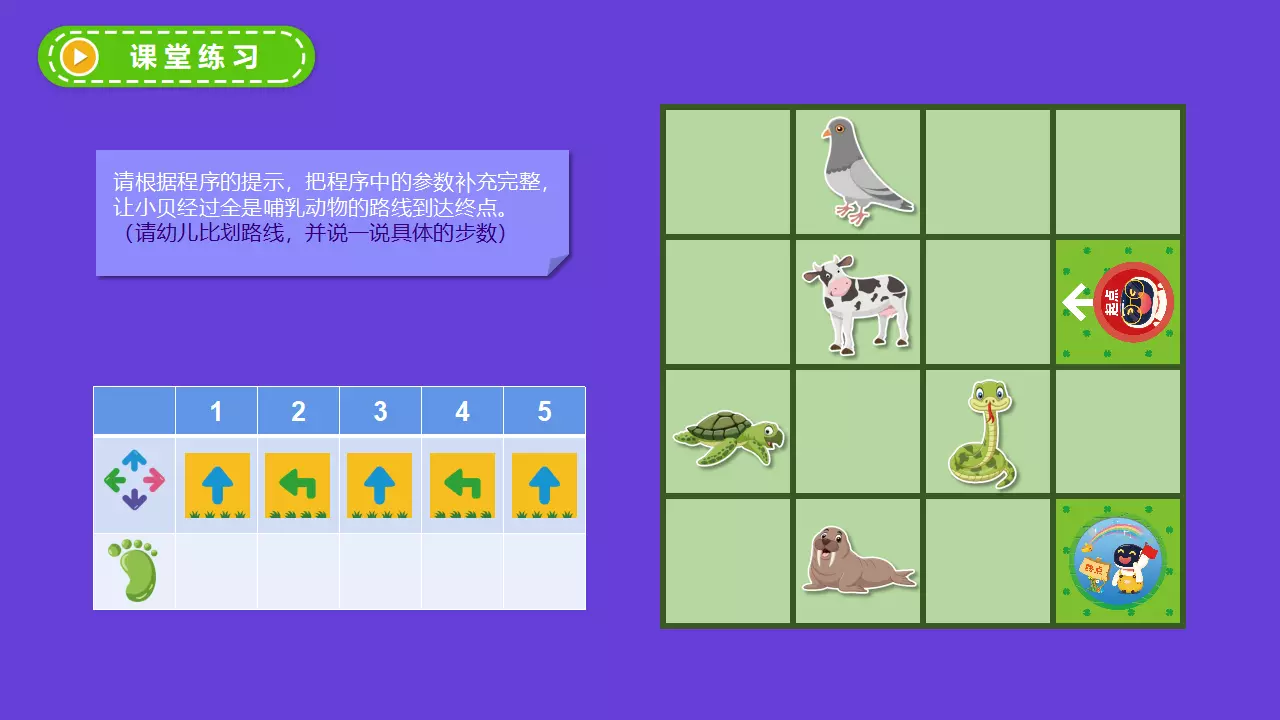 课堂练习
请根据程序的提示，把程序中的参数补充完整，
让小贝经过全是哺乳动物的路线到达终点。
（请幼儿比划路线，并说一说具体的步数）
1 2 3 4 5
起点
终点